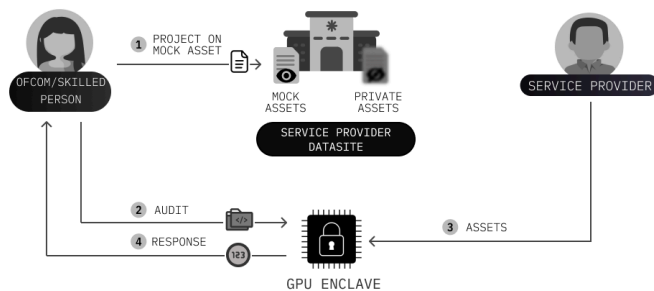 1 PROJECT ON
MOCK ASSET
OFCOM/SKILLED
PERSON
MOCK
ASSETS
PRIVATE
ASSETS
SERVICE PROVIDER
DATASITE
SERVICE PROVIDER
2 AUDIT
</>
3 ASSETS
4 RESPONSE
123
GPU ENCLAVE